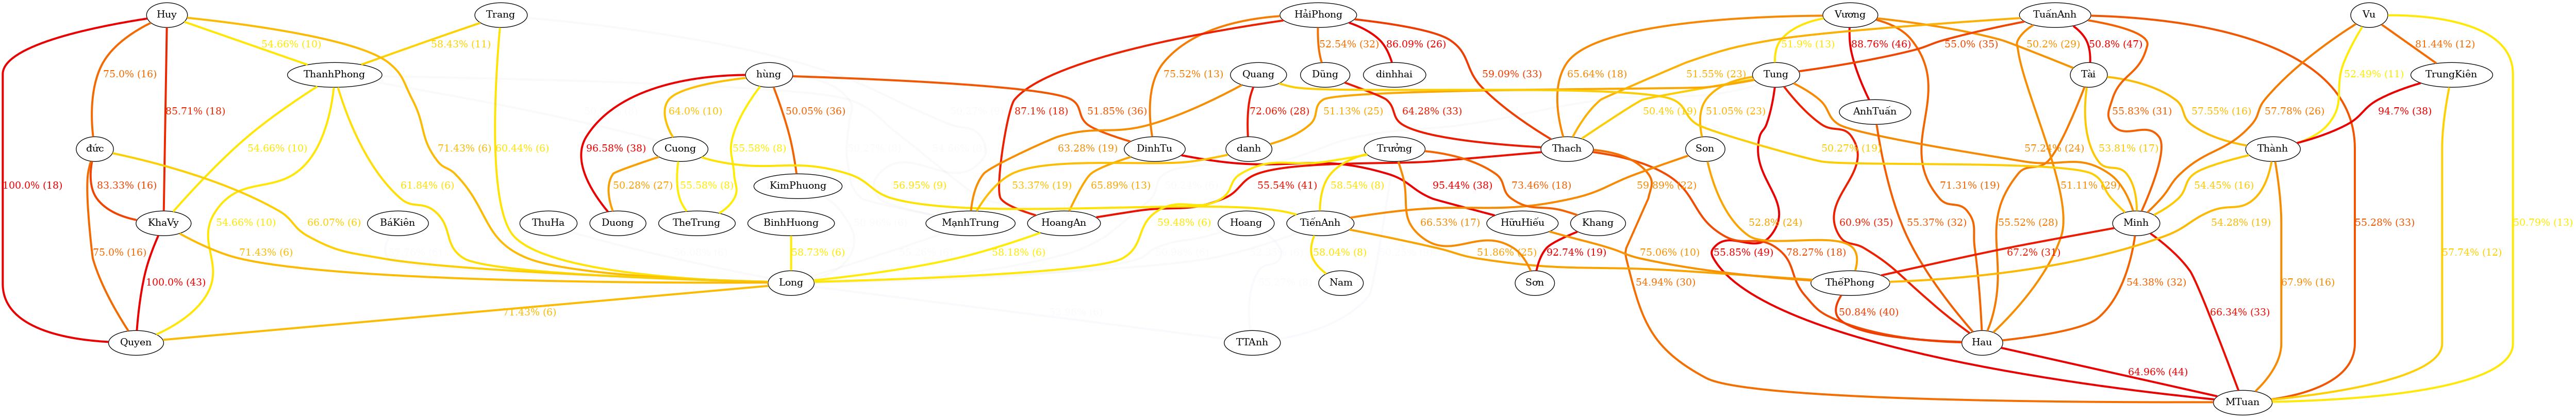 Huy
Trang
HảiPhong
Vương
TuấnAnh
Vu
54.66% (10)
58.43% (11)
52.54% (32)
86.09% (26)
51.9% (13)
88.76% (46)
55.0% (35)
50.2% (29)
50.8% (47)
81.44% (12)
75.0% (16)
ThanhPhong
hùng
75.52% (13)
Quang
Dũng
dinhhai
59.09% (33)
65.64% (18)
51.55% (23)
Tung
Tài
52.49% (11)
TrungKiên
85.71% (18)
64.0% (10)
50.05% (36)
51.85% (36)
87.1% (18)
72.06% (28)
51.13% (25)
64.28% (33)
50.4% (19)
51.05% (23)
AnhTuấn
55.83% (31)
57.55% (16)
57.78% (26)
94.7% (38)
đức
54.66% (10)
71.43% (6)
60.44% (6)
96.58% (38)
Cuong
55.58% (8)
DinhTu
63.28% (19)
danh
Trưởng
Thach
Son
50.27% (19)
57.24% (24)
53.81% (17)
Thành
100.0% (18)
83.33% (16)
61.84% (6)
50.28% (27)
55.58% (8)
KimPhuong
56.95% (9)
53.37% (19)
65.89% (13)
95.44% (38)
55.54% (41)
58.54% (8)
73.46% (18)
59.89% (22)
71.31% (19)
51.11% (29)
54.45% (16)
KhaVy
54.66% (10)
66.07% (6)
BáKiên
ThuHa
Duong
TheTrung
BinhHuong
MạnhTrung
HoangAn
59.48% (6)
Hoang
TiếnAnh
66.53% (17)
HữuHiếu
Khang
52.8% (24)
60.9% (35)
55.37% (32)
55.52% (28)
Minh
54.28% (19)
55.28% (33)
50.79% (13)
75.0% (16)
71.43% (6)
58.73% (6)
58.18% (6)
58.04% (8)
51.86% (25)
92.74% (19)
75.06% (10)
55.85% (49)
78.27% (18)
67.2% (31)
57.74% (12)
100.0% (43)
Long
Nam
Sơn
54.94% (30)
ThếPhong
54.38% (32)
67.9% (16)
71.43% (6)
50.84% (40)
66.34% (33)
Quyen
TTAnh
Hau
64.96% (44)
MTuan